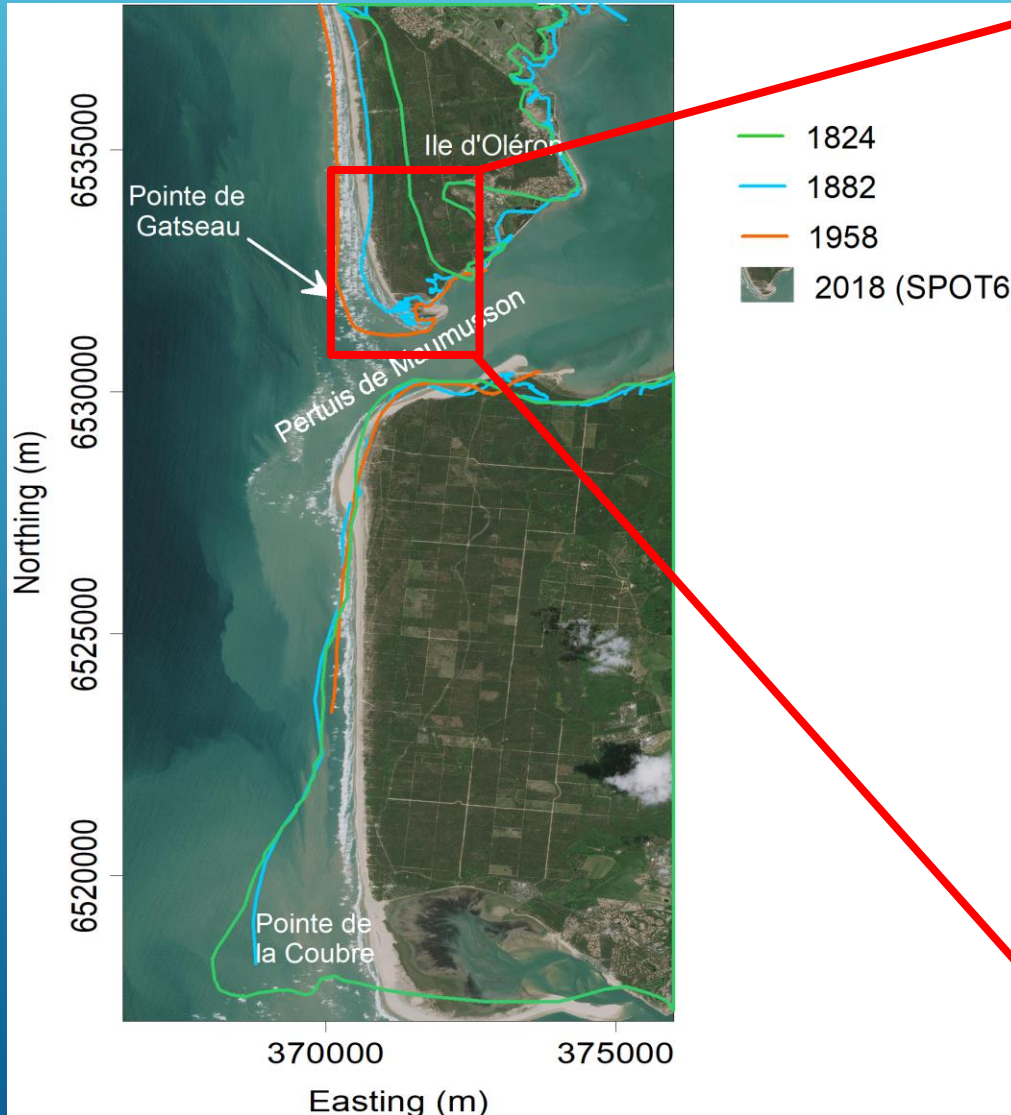 Ile d'Oléron
Pointe de
Gatseau
Pertuis de Maumusson
Pointe de
la Coubre
6535000
6530000
6525000
6520000
Northing (m)
370000
375000
Easting (m)
1824
1882
1958
2018 (SPOT6